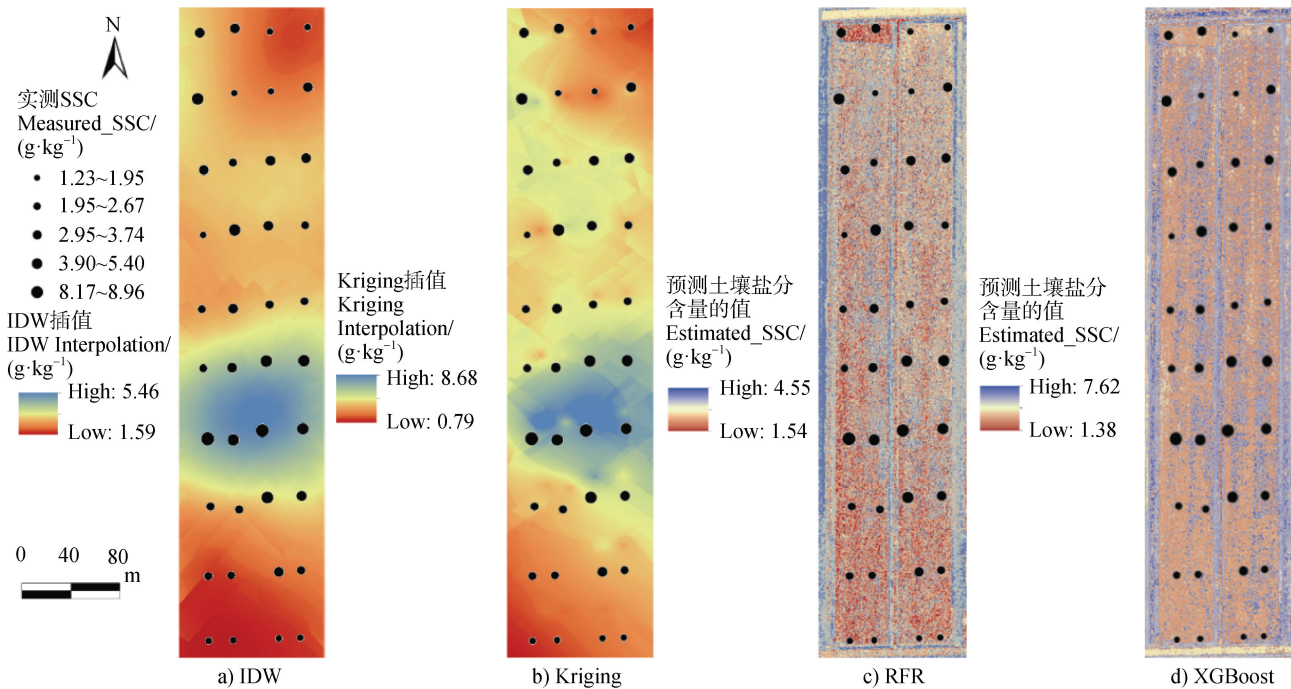 N
实测SSC
Measured_SSC/
(g·kg⁻¹)
1.23~1.95
1.95~2.67
2.95~3.74
3.90~5.40
8.17~8.96
IDW插值
IDW Interpolation/
(g·kg⁻¹)
High: 5.46
Low: 1.59
0 40 80
m
a) IDW
Kriging插值
Kriging
Interpolation/
(g·kg⁻¹)
High: 8.68
Low: 0.79
b) Kriging
预测土壤盐分
含量的值
Estimated_SSC/
(g·kg⁻¹)
High: 4.55
Low: 1.54
c) RFR
预测土壤盐分
含量的值
Estimated_SSC/
(g·kg⁻¹)
High: 7.62
Low: 1.38
d) XGBoost